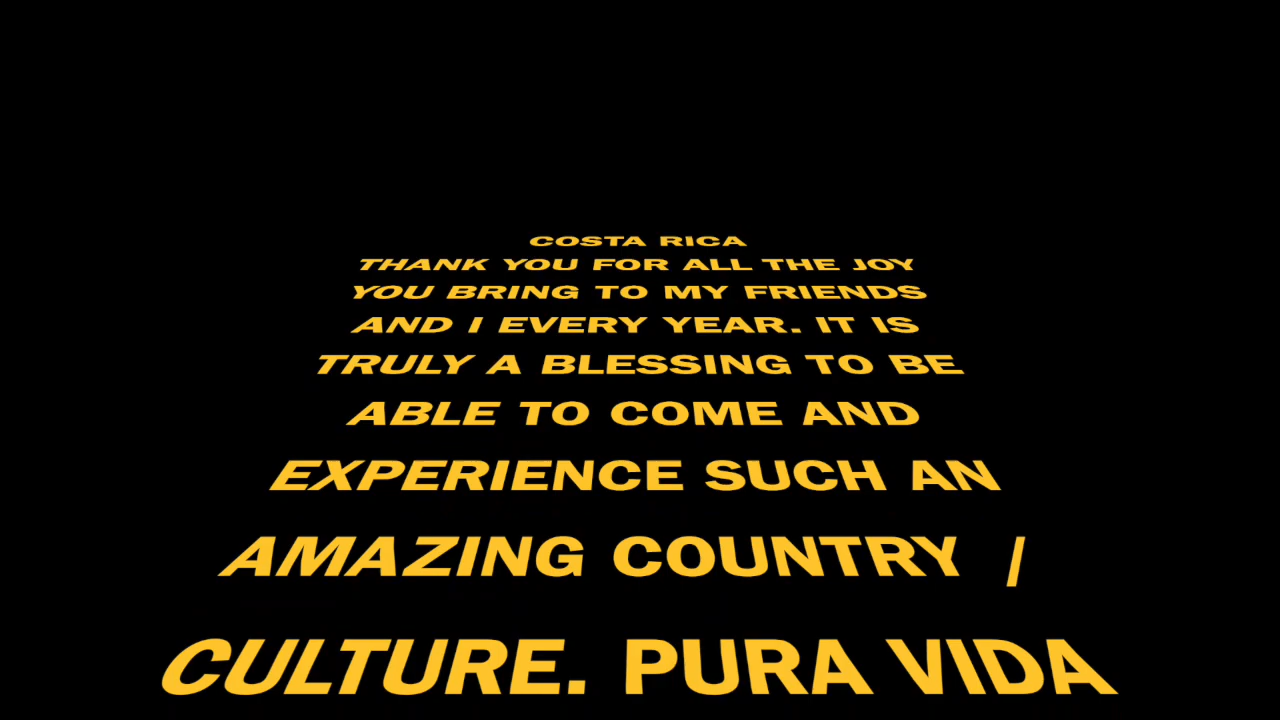 COSTA RICA
THANK YOU FOR ALL THE JOY
YOU BRING TO MY FRIENDS
AND I EVERY YEAR. IT IS
TRULY A BLESSING TO BE
ABLE TO COME AND
EXPERIENCE SUCH AN
AMAZING COUNTRY /
CULTURE. PURA VIDA